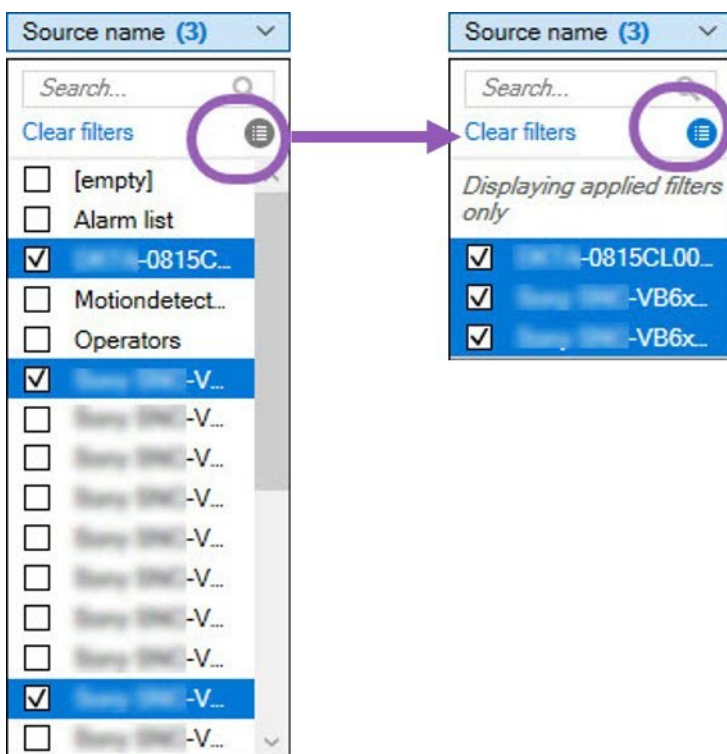 Source name (3)
Search...
Clear filters
[empty]
Alarm list
-0815C...
Motiondetect...
Operators
-V...
-V...
-V...
-V...
-V...
-V...
-V...
-V...
-V...
-V...
Source name (3)
Search...
Clear filters
Displaying applied filters
only
-0815CL00...
-VB6x...
-VB6x...